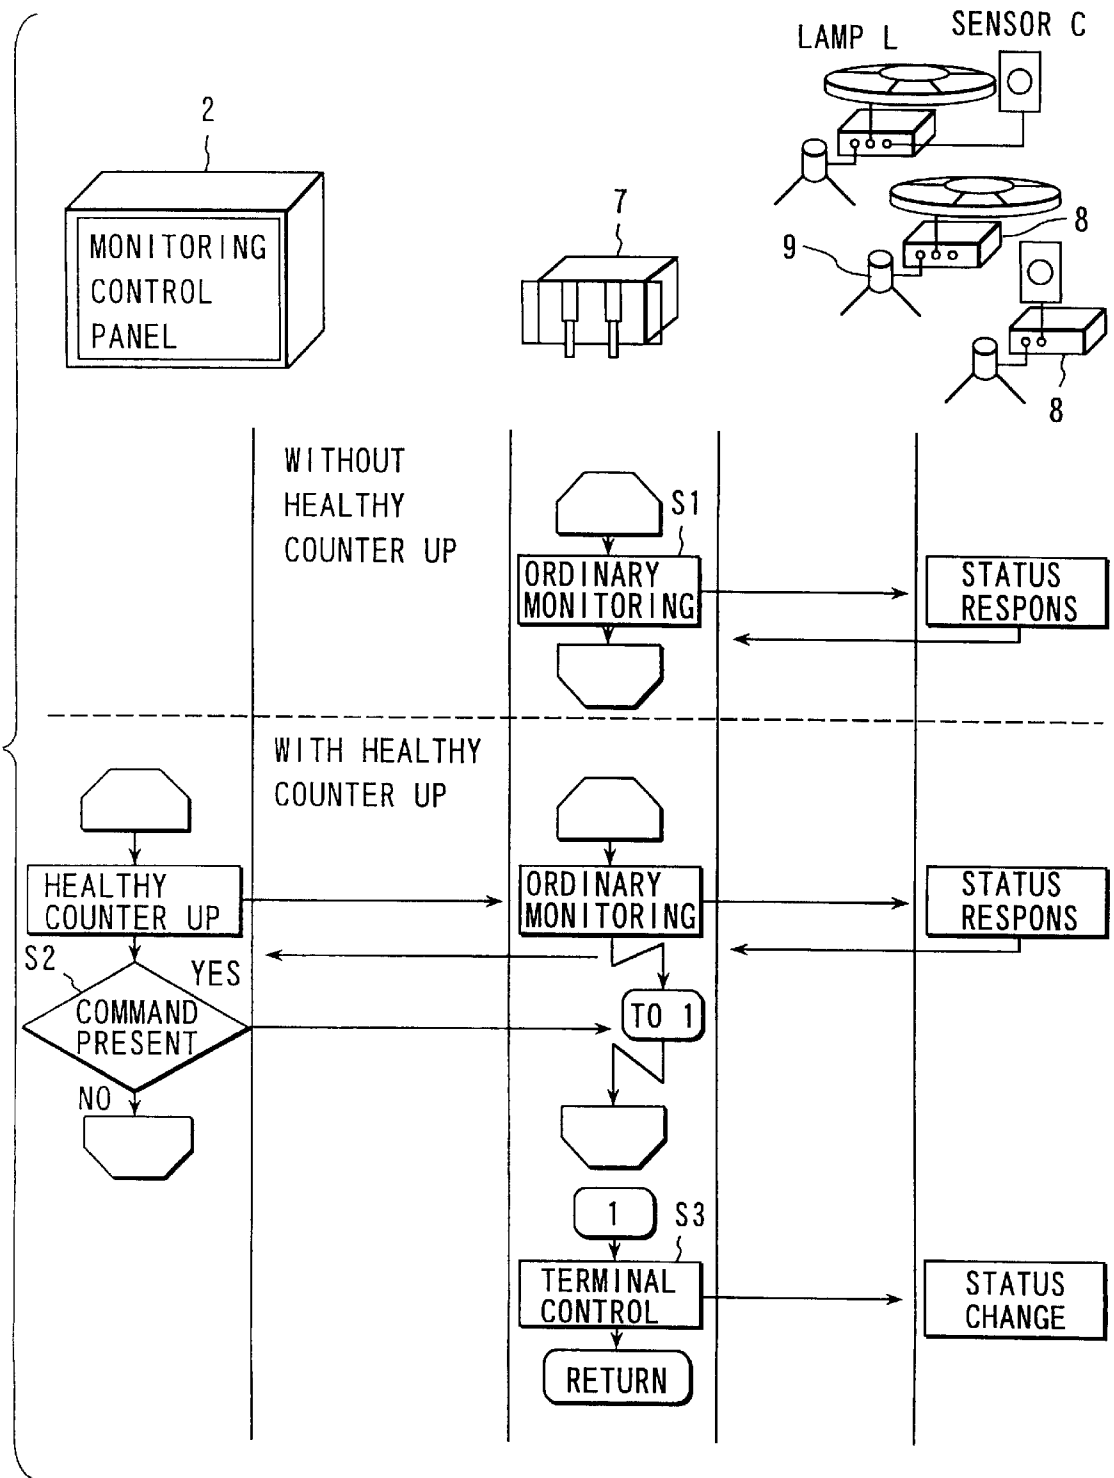 LAMP L
SENSOR C
2
MONITORING
CONTROL
PANEL
7
8
9
8
WITHOUT
HEALTHY
COUNTER UP
S1
ORDINARY
MONITORING
STATUS
RESPONS
WITH HEALTHY
COUNTER UP
HEALTHY
COUNTER UP
ORDINARY
MONITORING
STATUS
RESPONS
S2
YES
COMMAND
PRESENT
TO 1
NO
1
S3
TERMINAL
CONTROL
STATUS
CHANGE
RETURN